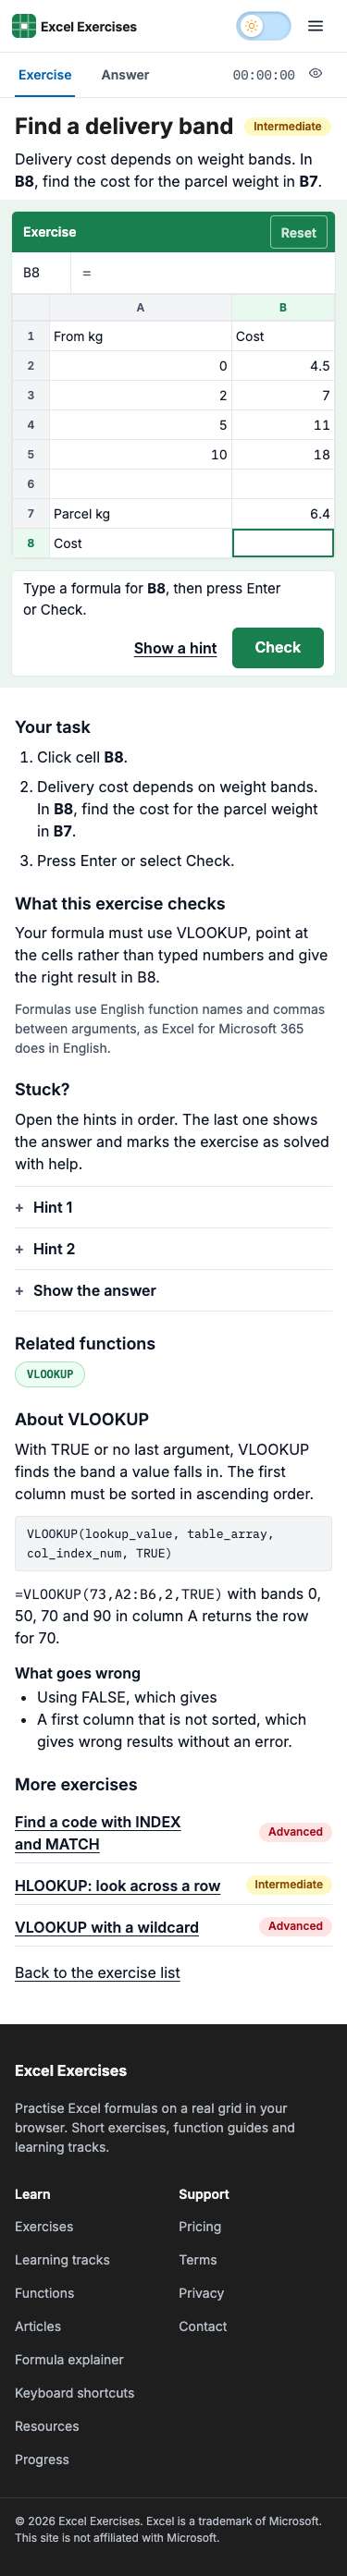 Excel Exercises
Exercise Answer 00:00:00
Find a delivery band Intermediate
Delivery cost depends on weight bands. In
B8, find the cost for the parcel weight in B7.
Exercise Reset
B8 =
A B
1 From kg Cost
2 0 4.5
3 2 7
4 5 11
5 10 18
6
7 Parcel kg 6.4
8 Cost
Type a formula for B8, then press Enter
or Check.
Show a hint Check
Your task
1. Click cell B8.
2. Delivery cost depends on weight bands.
In B8, find the cost for the parcel weight
in B7.
3. Press Enter or select Check.
What this exercise checks
Your formula must use VLOOKUP, point at
the cells rather than typed numbers and give
the right result in B8.
Formulas use English function names and commas
between arguments, as Excel for Microsoft 365
does in English.
Stuck?
Open the hints in order. The last one shows
the answer and marks the exercise as solved
with help.
+ Hint 1
+ Hint 2
+ Show the answer
Related functions
VLOOKUP
About VLOOKUP
With TRUE or no last argument, VLOOKUP
finds the band a value falls in. The first
column must be sorted in ascending order.
VLOOKUP(lookup_value, table_array,
col_index_num, TRUE)
=VLOOKUP(73,A2:B6,2,TRUE) with bands 0,
50, 70 and 90 in column A returns the row
for 70.
What goes wrong
• Using FALSE, which gives
• A first column that is not sorted, which
gives wrong results without an error.
More exercises
Find a code with INDEX
and MATCH Advanced
HLOOKUP: look across a row Intermediate
VLOOKUP with a wildcard Advanced
Back to the exercise list
Excel Exercises
Practise Excel formulas on a real grid in your
browser. Short exercises, function guides and
learning tracks.
Learn Support
Exercises Pricing
Learning tracks Terms
Functions Privacy
Articles Contact
Formula explainer
Keyboard shortcuts
Resources
Progress
© 2026 Excel Exercises. Excel is a trademark of Microsoft.
This site is not affiliated with Microsoft.